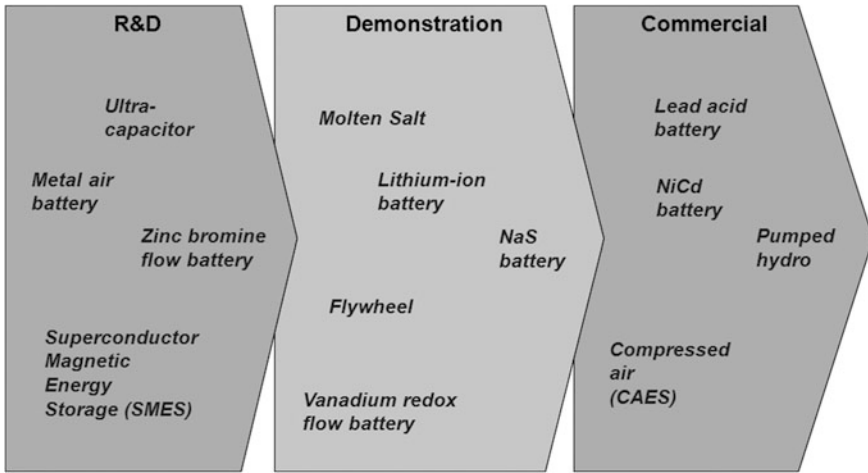 R&D
Ultra-
capacitor
Metal air
battery
Zinc bromine
flow battery
Superconductor
Magnetic
Energy
Storage (SMES)
Demonstration
Molten Salt
Lithium-ion
battery
NaS
battery
Flywheel
Vanadium redox
flow battery
Commercial
Lead acid
battery
NiCd
battery
Pumped
hydro
Compressed
air
(CAES)